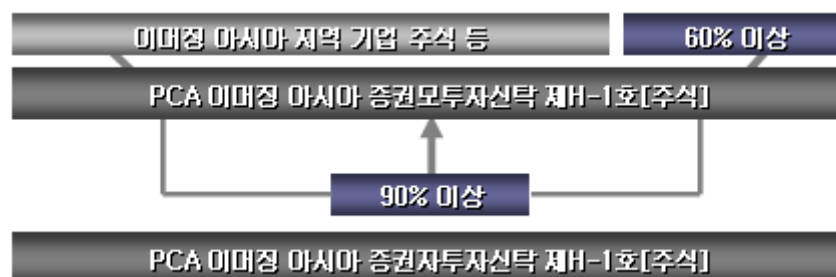 이머징 아시아 지역 기업 주식 등 60% 이상
PCA 이머징 아시아 증권모투자신탁 제H-1호[주식]
90% 이상
PCA 이머징 아시아 증권자투자신탁 제H-1호[주식]